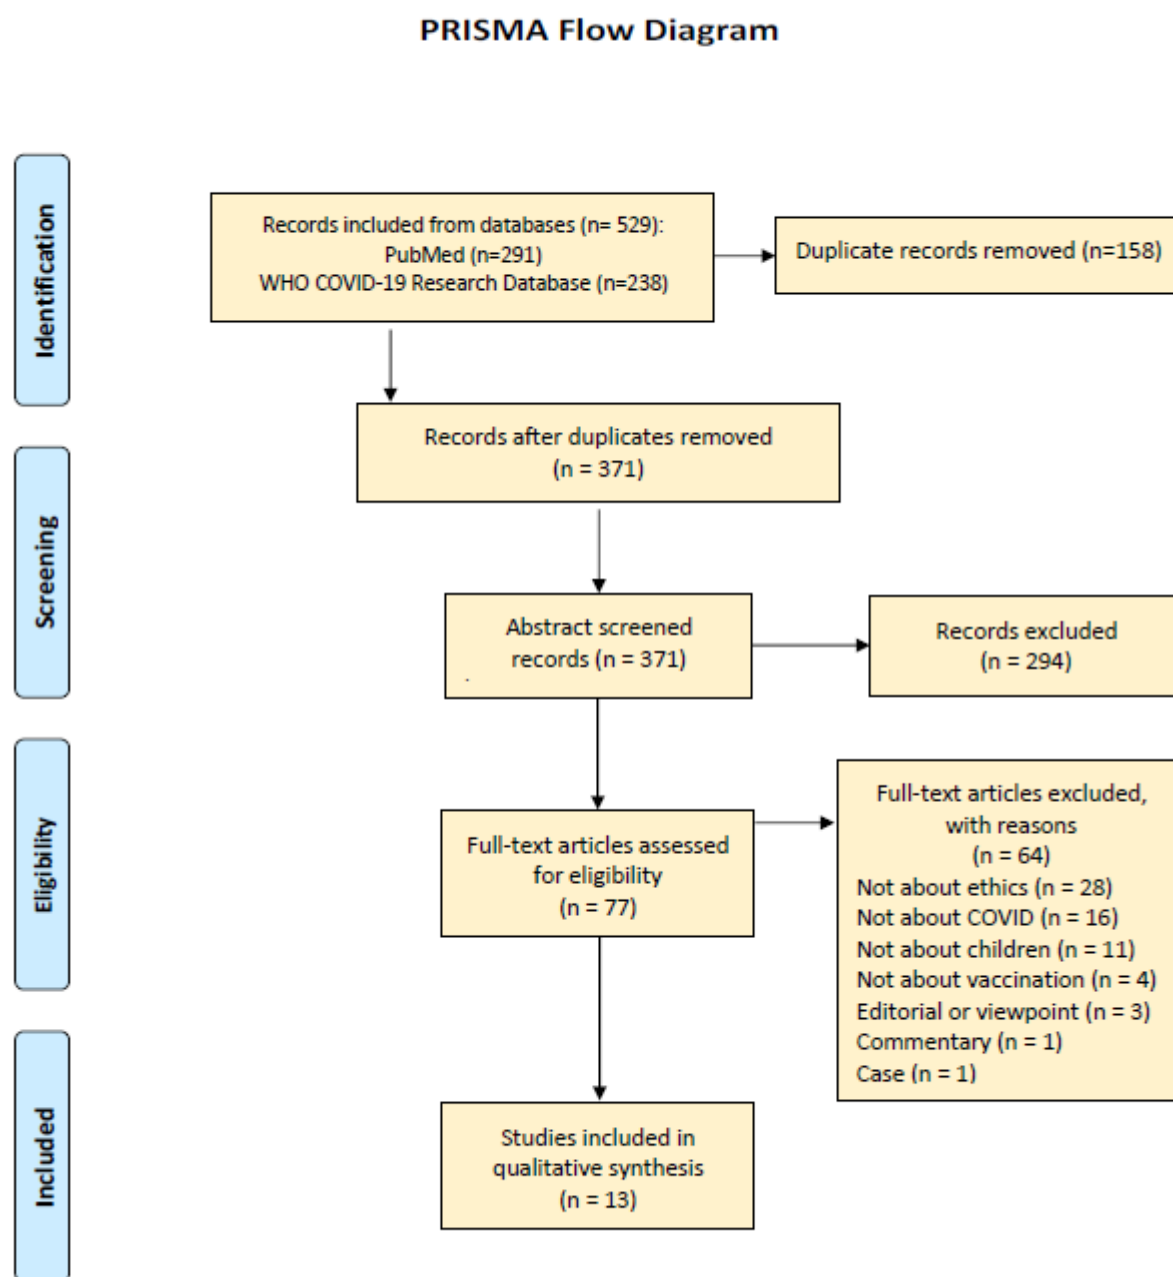 PRISMA Flow Diagram
Identification
Records included from databases (n= 529):
PubMed (n=291)
WHO COVID-19 Research Database (n=238)
Duplicate records removed (n=158)
Records after duplicates removed
(n = 371)
Screening
Abstract screened
records (n = 371)
.
Records excluded
(n = 294)
Eligibility
Full-text articles assessed
for eligibility
(n = 77)
Full-text articles excluded,
with reasons
(n = 64)
Not about ethics (n = 28)
Not about COVID (n = 16)
Not about children (n = 11)
Not about vaccination (n = 4)
Editorial or viewpoint (n = 3)
Commentary (n = 1)
Case (n = 1)
Included
Studies included in
qualitative synthesis
(n = 13)